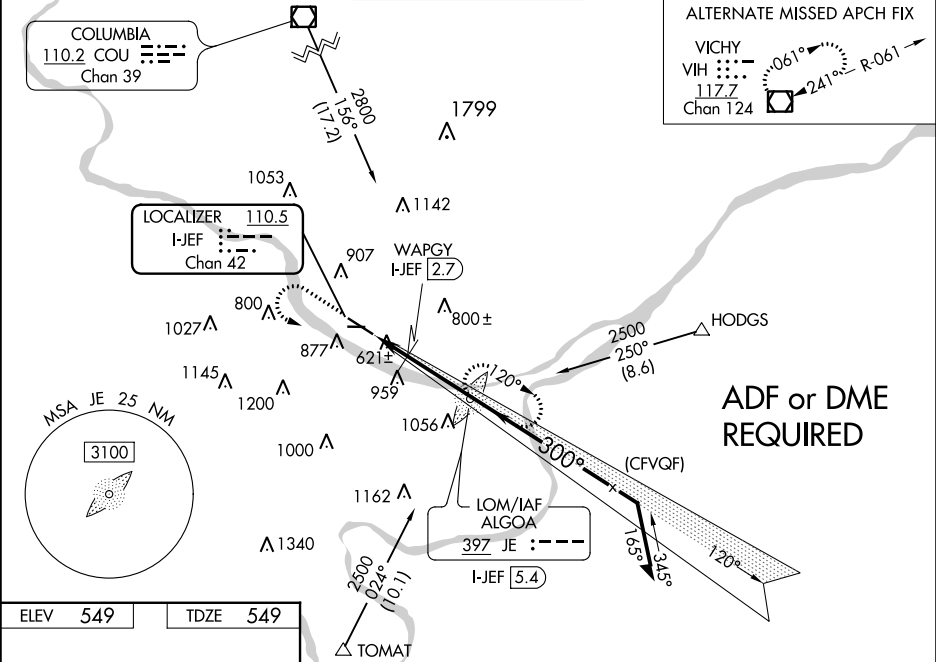 COLUMBIA
110.2 COU
Chan 39
ALTERNATE MISSED APCH FIX
VICHY
VIH
117.7
Chan 124
061°
241°
R-061
2800
156°
(17.2)
1799
1053
1142
LOCALIZER 110.5
I-JEF
Chan 42
907
WAPGY
I-JEF 2.7
800
800 ±
HODGS
1027
877
621±
2500
250°
(8.6)
1145
1200
959
120°
ADF or DME
REQUIRED
MSA JE 25 NM
3100
1056
1000
300°
(CFVQF)
1162
LOM/IAF
ALGOA
397 JE
I-JEF 5.4
165°
345°
120°
1340
2500
024°
(10.1)
ELEV 549
TDZE 549
TOMAT